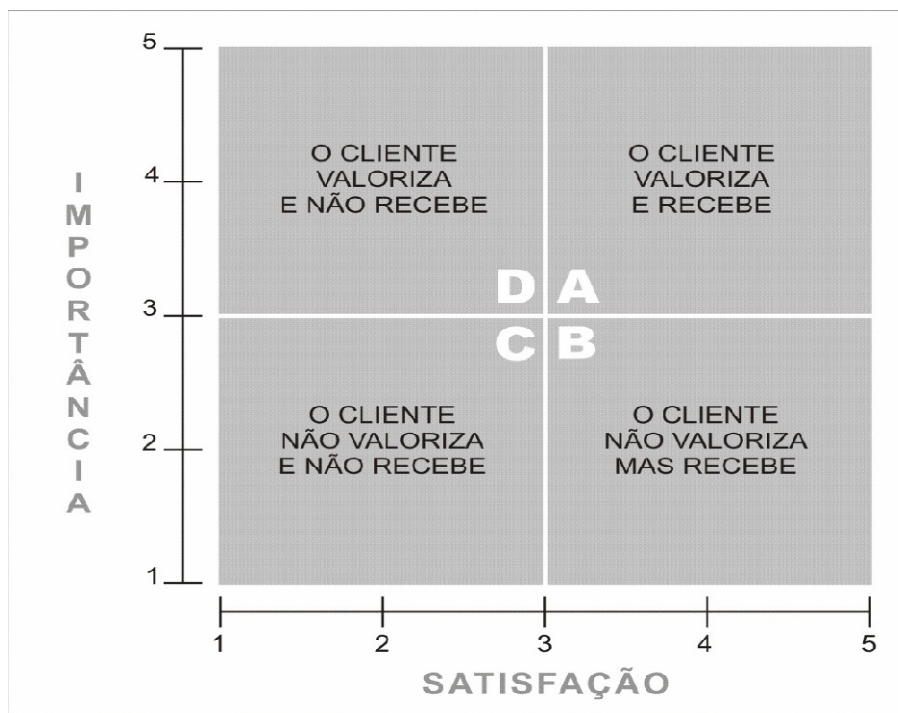 5
4
3
2
1
IMPORTÂNCIA
O CLIENTE
VALORIZA
E NÃO RECEBE
O CLIENTE
VALORIZA
E RECEBE
D A
C B
O CLIENTE
NÃO VALORIZA
E NÃO RECEBE
O CLIENTE
NÃO VALORIZA
MAS RECEBE
1 2 3 4 5
SATISFAÇÃO